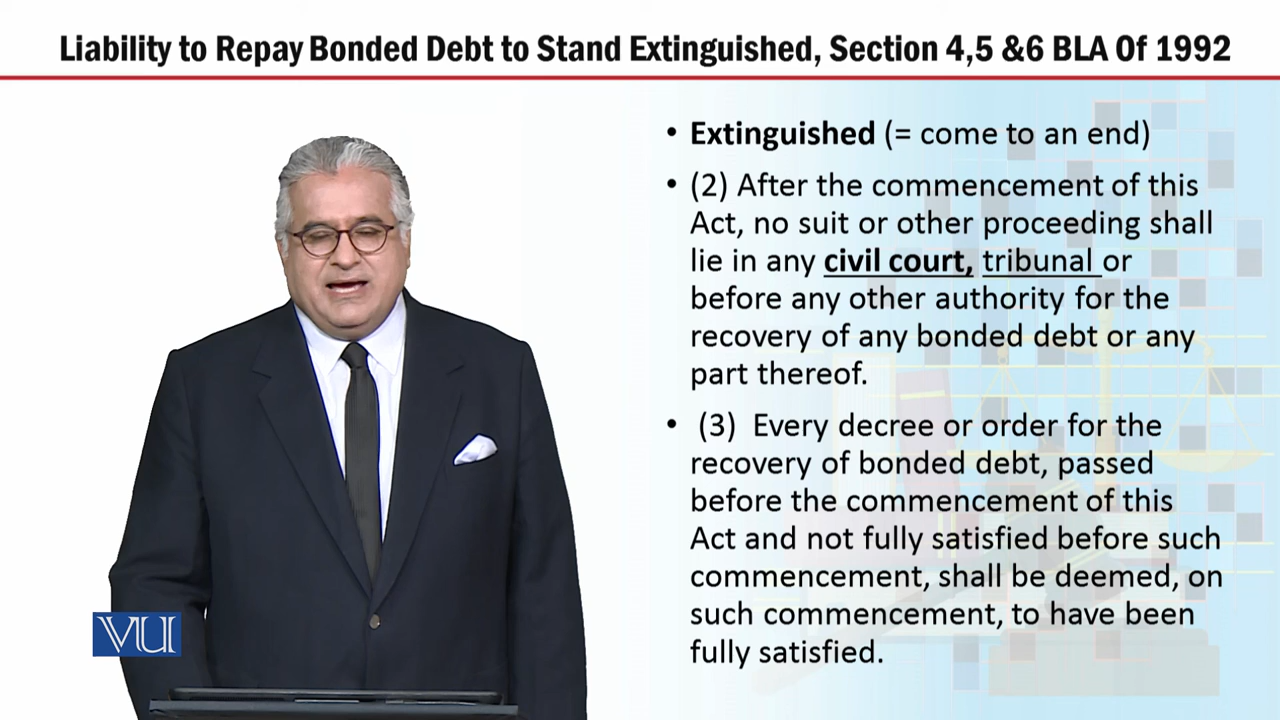 Liability to Repay Bonded Debt to Stand Extinguished, Section 4,5 &6 BLA Of 1992
• Extinguished (= come to an end)
• (2) After the commencement of this
Act, no suit or other proceeding shall
lie in any civil court, tribunal or
before any other authority for the
recovery of any bonded debt or any
part thereof.
• (3) Every decree or order for the
recovery of bonded debt, passed
before the commencement of this
Act and not fully satisfied before such
commencement, shall be deemed, on
such commencement, to have been
fully satisfied.
VU